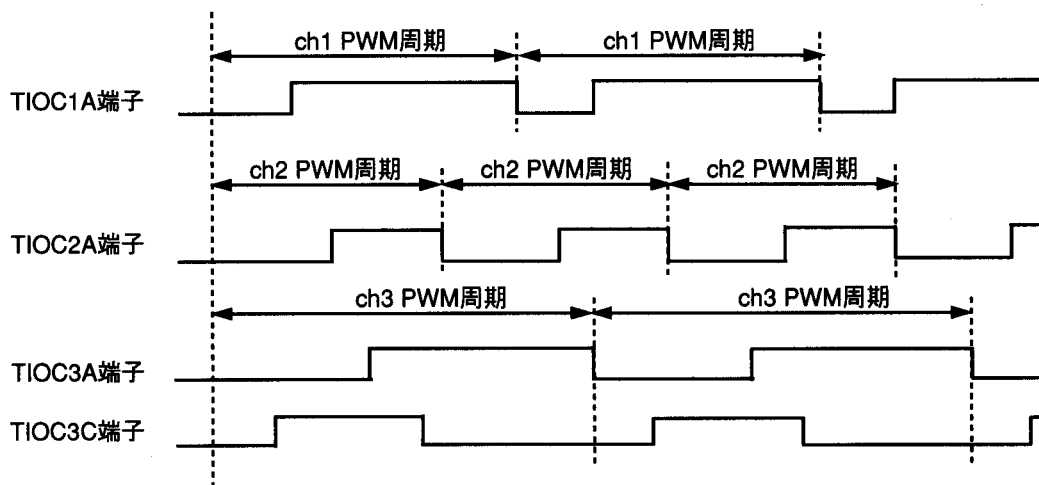 ch1 PWM周期 ch1 PWM周期
TIOC1A端子
ch2 PWM周期 ch2 PWM周期 ch2 PWM周期
TIOC2A端子
ch3 PWM周期 ch3 PWM周期
TIOC3A端子
TIOC3C端子